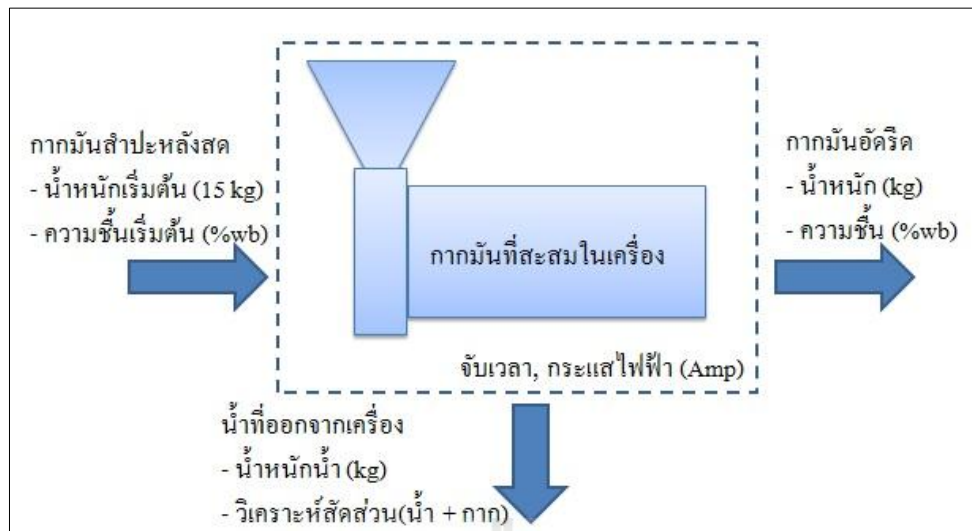 กากมันสำปะหลังสด
- น้ำหนักเริ่มต้น (15 kg)
- ความชื้นเริ่มต้น (%wb)
กากมันที่สะสมในเครื่อง
กากมันอัดรีด
- น้ำหนัก (kg)
- ความชื้น (%wb)
จับเวลา, กระแสไฟฟ้า (Amp)
น้ำที่ออกจากเครื่อง
- น้ำหนักน้ำ (kg)
- วิเคราะห์สัดส่วน(น้ำ + กาก)